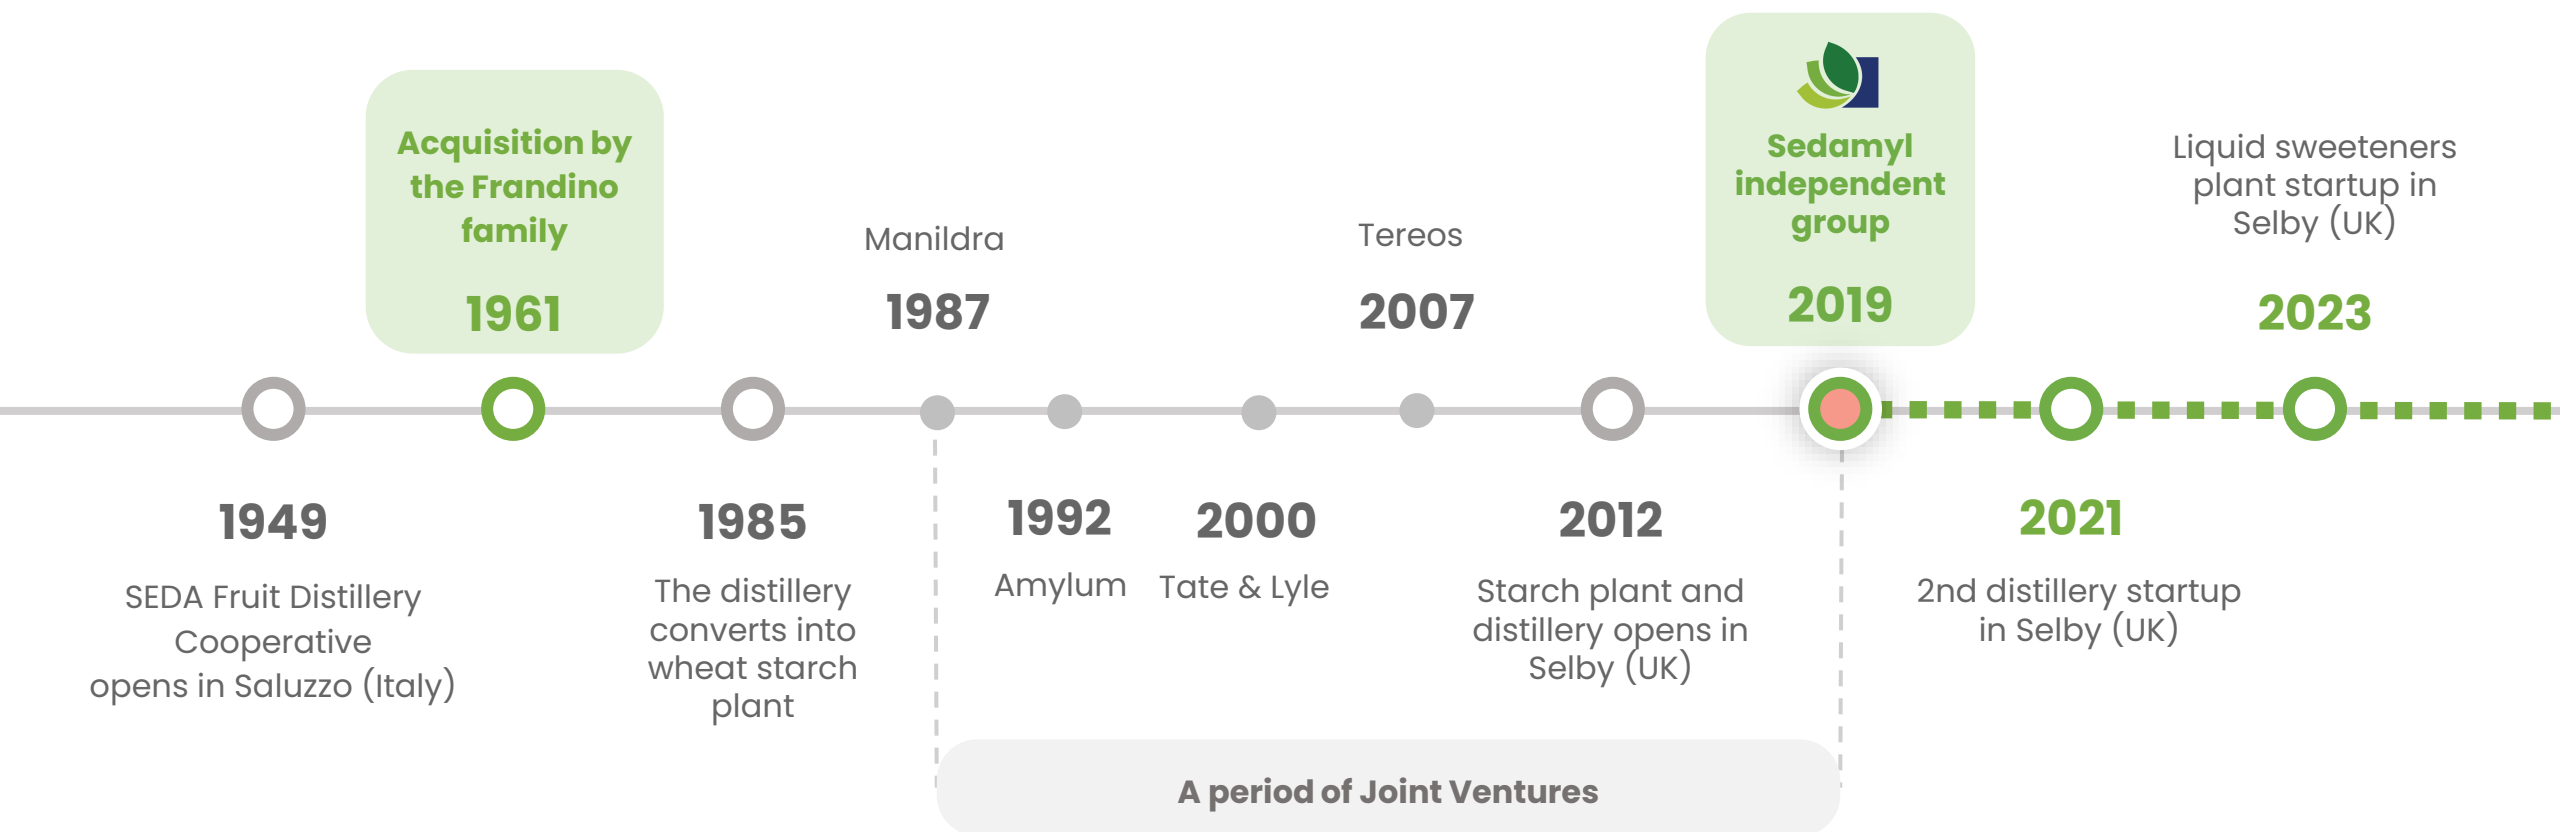 1949
SEDA Fruit Distillery
Cooperative
opens in Saluzzo (Italy)
Acquisition by
the Frandino
family
1961
1985
The distillery
converts into
wheat starch
plant
Manildra
1987
1992
Amylum
2000
Tate & Lyle
Tereos
2007
2012
Starch plant and
distillery opens in
Selby (UK)
A period of Joint Ventures
Sedamyl
independent
group
2019
2021
2nd distillery startup
in Selby (UK)
Liquid sweeteners
plant startup in
Selby (UK)
2023